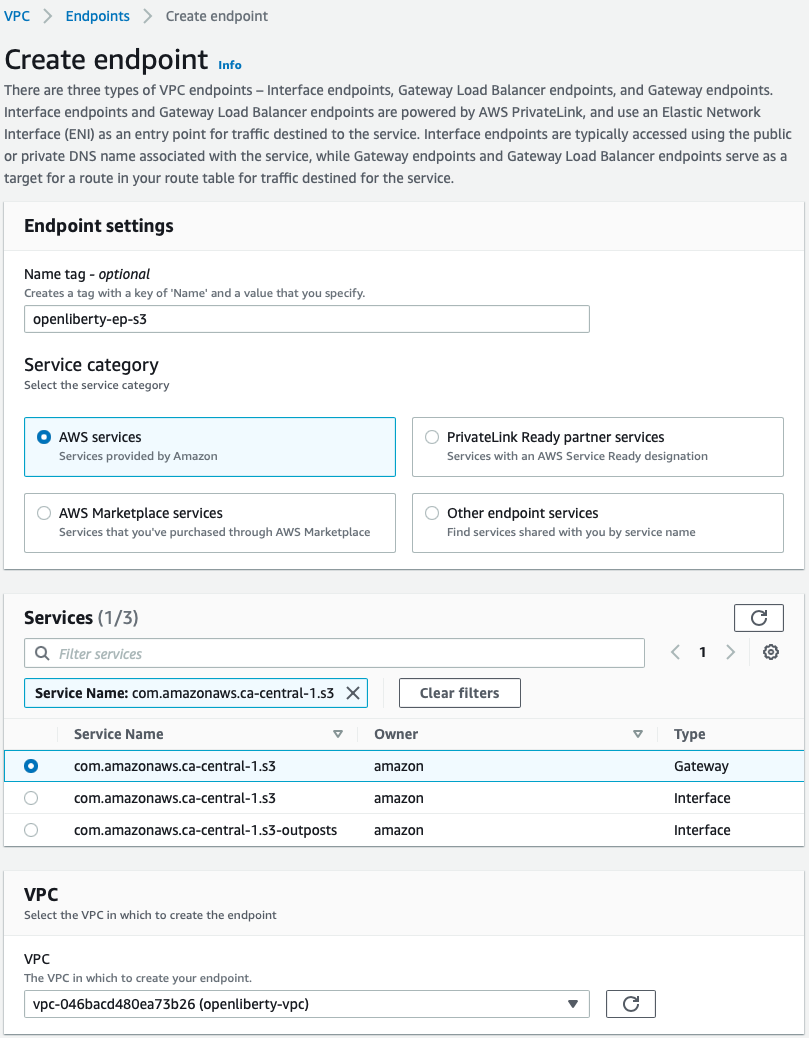 VPC > Endpoints > Create endpoint
Create endpoint Info
There are three types of VPC endpoints – Interface endpoints, Gateway Load Balancer endpoints, and Gateway endpoints.
Interface endpoints and Gateway Load Balancer endpoints are powered by AWS PrivateLink, and use an Elastic Network
Interface (ENI) as an entry point for traffic destined to the service. Interface endpoints are typically accessed using the public
or private DNS name associated with the service, while Gateway endpoints and Gateway Load Balancer endpoints serve as a
target for a route in your route table for traffic destined for the service.
Endpoint settings
Name tag - optional
Creates a tag with a key of 'Name' and a value that you specify.
openliberty-ep-s3
Service category
Select the service category
AWS services
Services provided by Amazon
PrivateLink Ready partner services
Services with an AWS Service Ready designation
AWS Marketplace services
Services that you've purchased through AWS Marketplace
Other endpoint services
Find services shared with you by service name
Services (1/3)
Filter services
1
Service Name: com.amazonaws.ca-central-1.s3
Clear filters
Service Name Owner Type
com.amazonaws.ca-central-1.s3 amazon Gateway
com.amazonaws.ca-central-1.s3 amazon Interface
com.amazonaws.ca-central-1.s3-outposts amazon Interface
VPC
Select the VPC in which to create the endpoint
VPC
The VPC in which to create your endpoint.
vpc-046bacd480ea73b26 (openliberty-vpc)